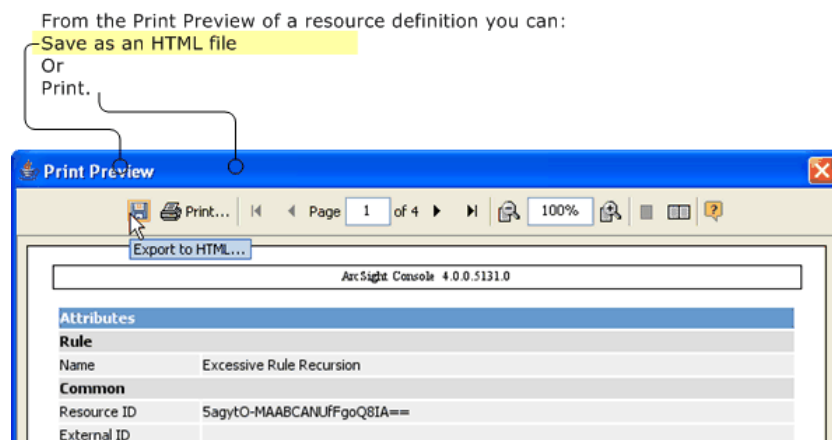 From the Print Preview of a resource definition you can:
Save as an HTML file
Or
Print.
Print Preview
Print... Page 1 of 4 100%
Export to HTML...
ArcSight Console 4.0.0.5131.0
Attributes
Rule
Name Excessive Rule Recursion
Common
Resource ID 5agytO-MAABCANUfFgoQ8IA==
External ID